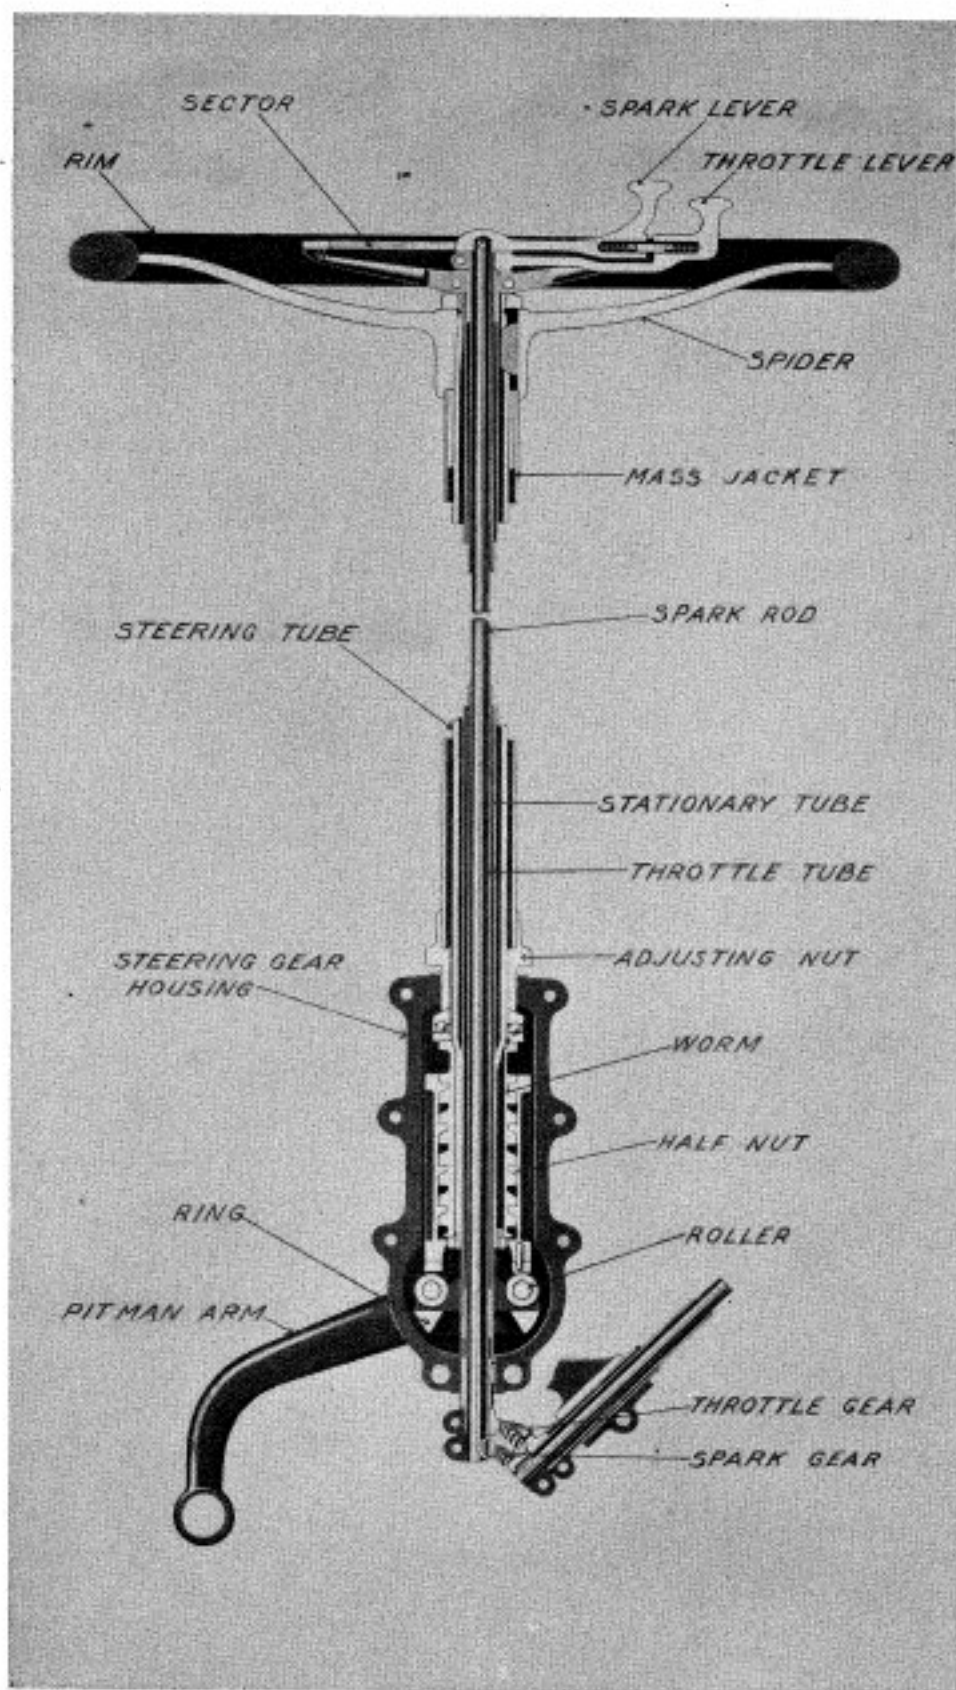 SECTOR
SPARK LEVER
RIM
THROTTLE LEVER
SPIDER
MASS JACKET
SPARK ROD
STEERING TUBE
STATIONARY TUBE
THROTTLE TUBE
STEERING GEAR
HOUSING
ADJUSTING NUT
WORM
HALF NUT
RING
ROLLER
PITMAN ARM
THROTTLE GEAR
SPARK GEAR